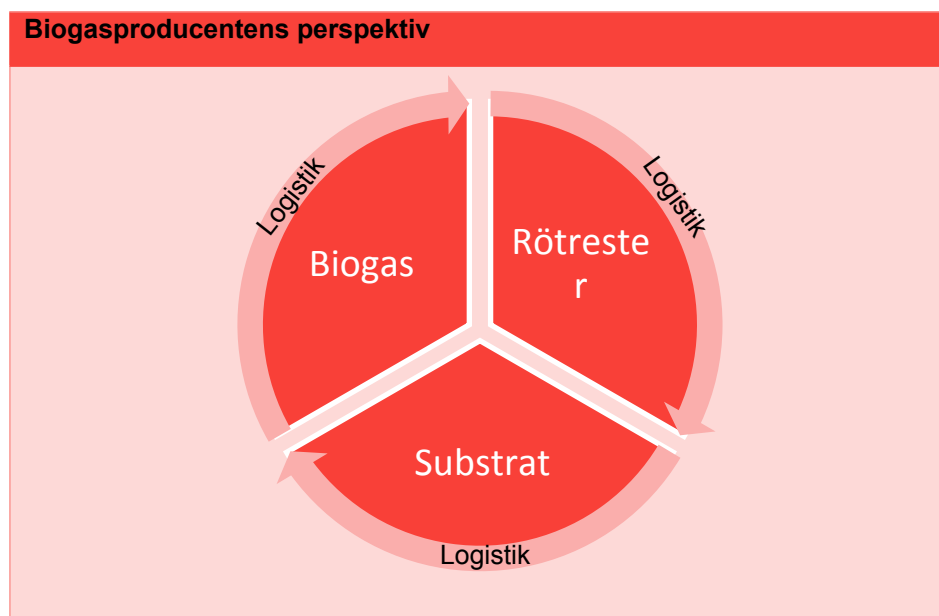 Biogasproducentens perspektiv
Logistik
Logistik
Biogas
Rötreste
r
Substrat
Logistik